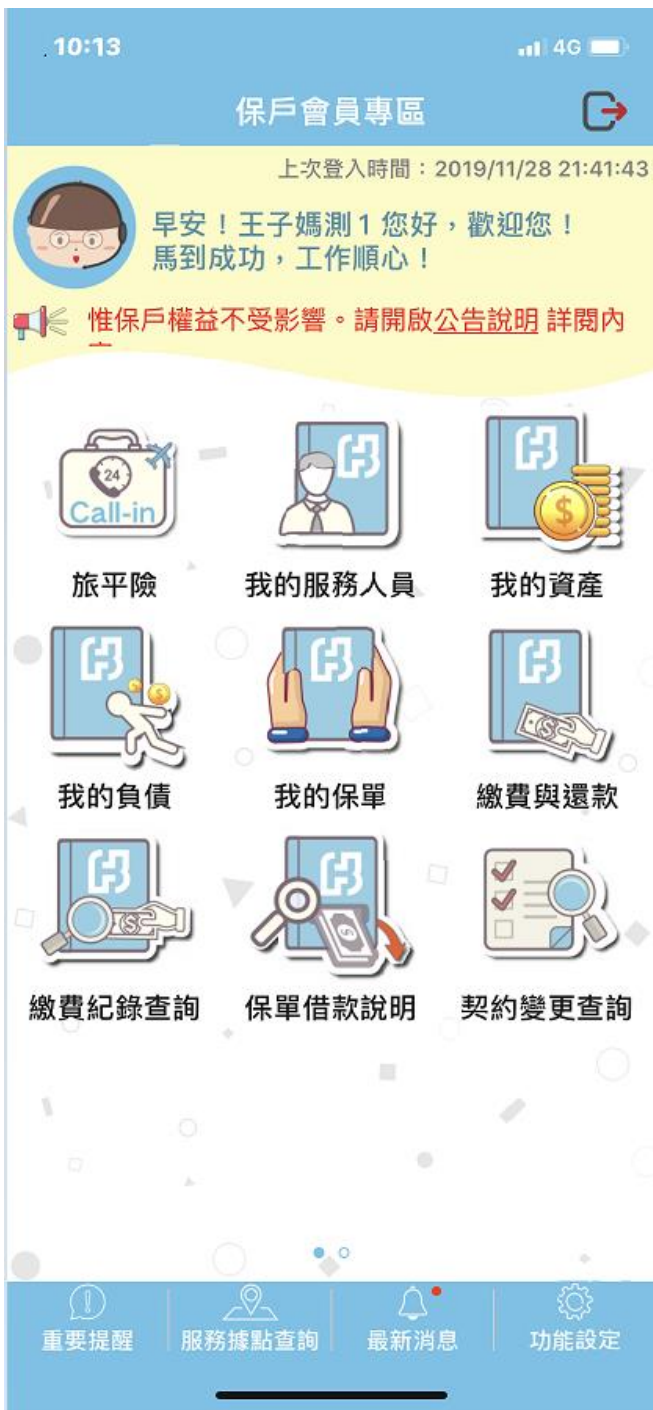 10:13
4G
保戶會員專區
上次登入時間：2019/11/28 21:41:43
早安！王子媽測1 您好，歡迎您！
馬到成功，工作順心！
惟保戶權益不受影響。請開啟公告說明 詳閱內
24
Call-in
旅平險 我的服務人員 我的資產
我的負債 我的保單 繳費與還款
繳費紀錄查詢 保單借款說明 契約變更查詢
重要提醒 服務據點查詢 最新消息 功能設定